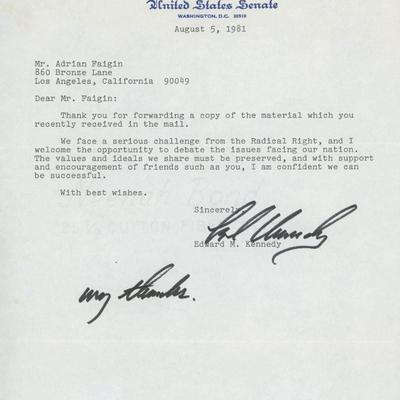 United States Senate
WASHINGTON, D.C. 20510
August 5, 1981
Mr. Adrian Faigin
860 Bronze Lane
Los Angeles, California 90049
Dear Mr. Faigin:
Thank you for forwarding a copy of the material which you
recently received in the mail.
We face a serious challenge from the Radical Right, and I
welcome the opportunity to debate the issues facing our nation.
The values and ideals we share must be preserved, and with support
and encouragement of friends such as you, I am confident we can
be successful.
With best wishes.
Sincerely
Edward M. Kennedy
my thanks.